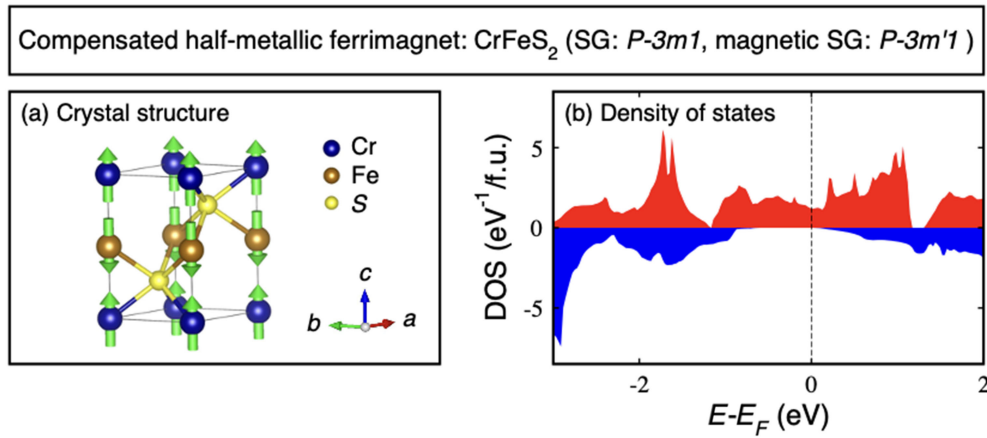 Compensated half-metallic ferrimagnet: CrFeS₂ (SG: P-3m1, magnetic SG: P-3m'1 )
(a) Crystal structure
Cr
Fe
S
c
b
a
(b) Density of states
5
0
-5
DOS (eV⁻¹/f.u.)
-2
0
2
E-E_F (eV)